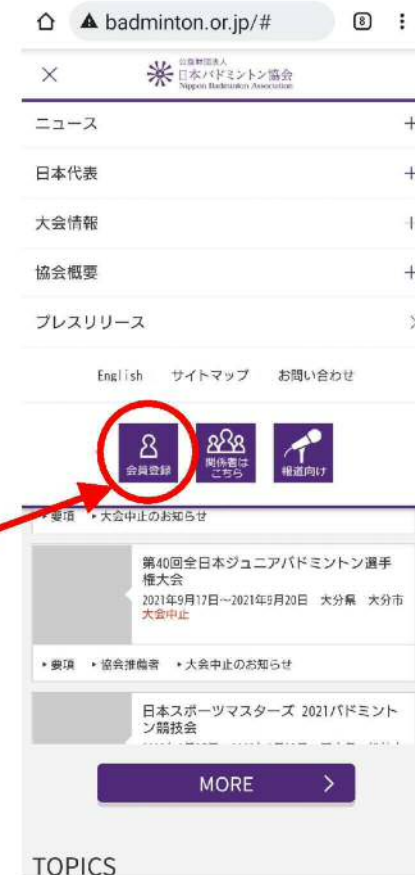 badminton.or.jp/#
8
公益財団法人
日本バドミントン協会
Nippon Badminton Association
ニュース
日本代表
大会情報
協会概要
プレスリリース
English サイトマップ お問い合わせ
会員登録
関係者は
こちら
報道向け
・要項 ・大会中止のお知らせ
第40回全日本ジュニアバドミントン選手
権大会
2021年9月17日～2021年9月20日 大分県 大分市
大会中止
・要項 ・協会推薦者 ・大会中止のお知らせ
日本スポーツマスターズ 2021バドミント
ン競技会
MORE
TOPICS